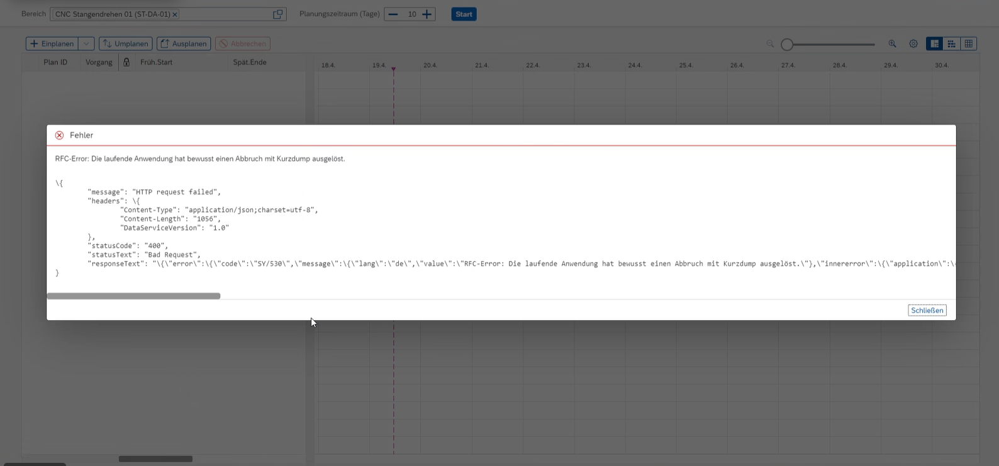 Bereich CNC Stangendrehen 01 (ST-DA-01) × Planungszeitraum (Tage) 10 Start
Einplanen Umplanen Ausplanen Abbrechen
Plan ID Vorgang Früh.Start Spät.Ende
18.4. 19.4. 20.4. 21.4. 22.4. 23.4. 24.4. 25.4. 26.4. 27.4. 28.4. 29.4. 30.4.
Fehler
RFC-Error: Die laufende Anwendung hat bewusst einen Abbruch mit Kurzdump ausgelöst.
\{
"message": "HTTP request failed",
"headers": \{
"Content-Type": "application/json;charset=utf-8",
"Content-Length": "1056",
"DataServiceVersion": "1.0"
},
"statusCode": "400",
"statusText": "Bad Request",
"responseText": "\{\"error\":\{\"code\":\"SY/530\",\"message\":\{\"lang\":\"de\",\"value\":\"RFC-Error: Die laufende Anwendung hat bewusst einen Abbruch mit Kurzdump ausgelöst.\"},\"innererror\":\{\"application\":\
}
Schließen